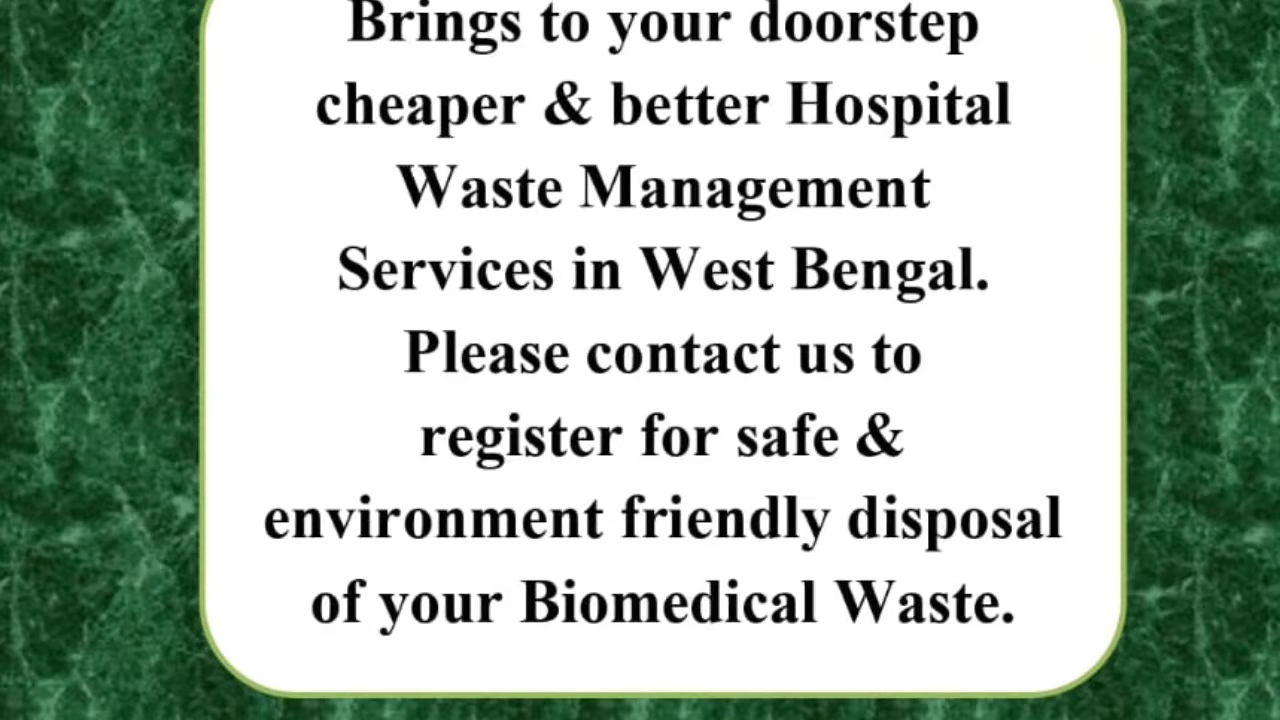 Brings to your doorstep
cheaper & better Hospital
Waste Management
Services in West Bengal.
Please contact us to
register for safe &
environment friendly disposal
of your Biomedical Waste.